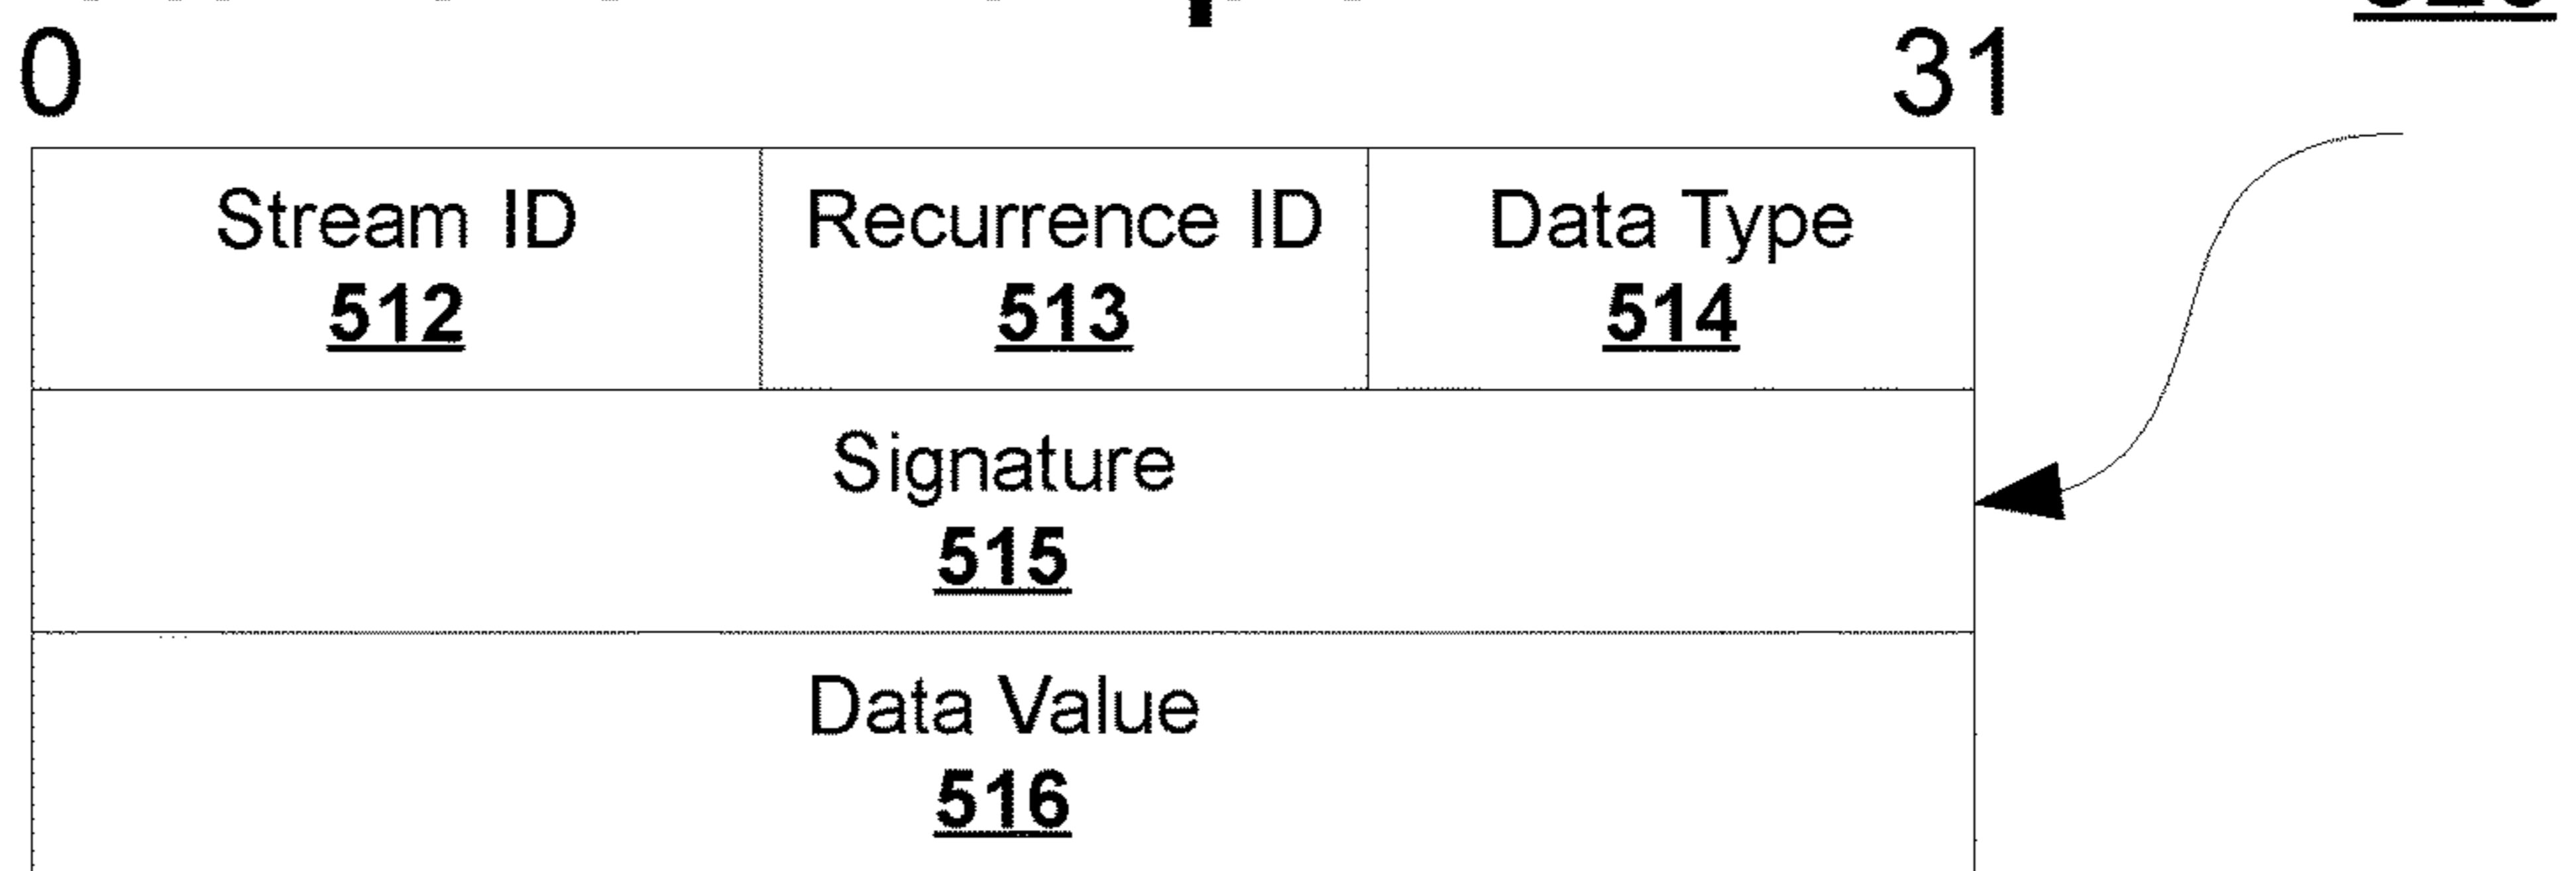 0 31
Stream ID Recurrence ID Data Type
512 513 514
Signature
515
Data Value
516